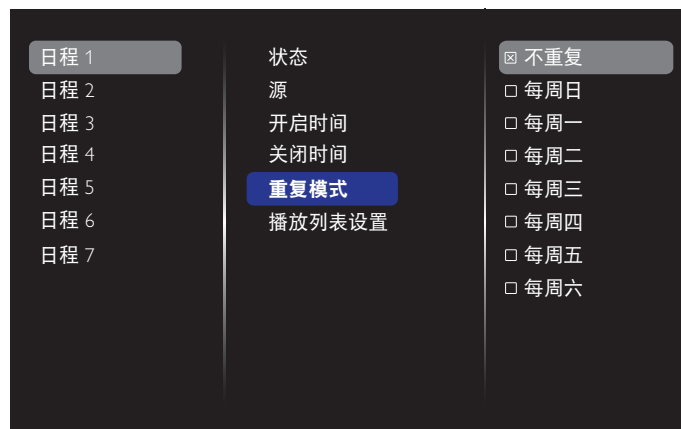 日程 1
日程 2
日程 3
日程 4
日程 5
日程 6
日程 7
状态
源
开启时间
关闭时间
重复模式
播放列表设置
不重复
每周日
每周一
每周二
每周三
每周四
每周五
每周六